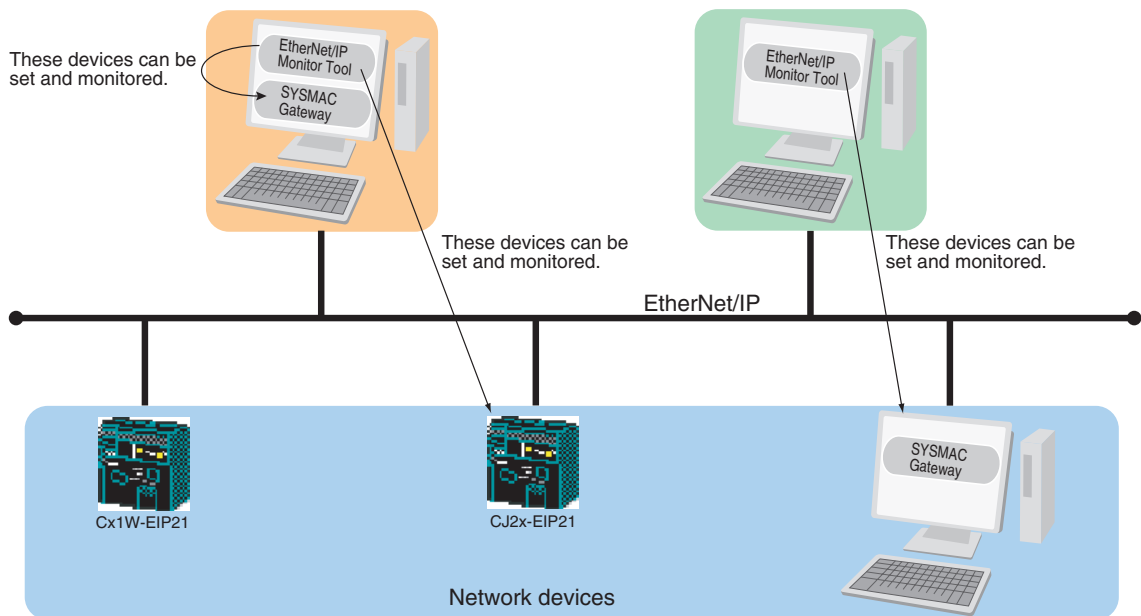 These devices can be
set and monitored.
EtherNet/IP
Monitor Tool
SYSMAC
Gateway
EtherNet/IP
Monitor Tool
These devices can be
set and monitored.
These devices can be
set and monitored.
EtherNet/IP
SYSMAC
Gateway
Cx1W-EIP21
CJ2x-EIP21
Network devices